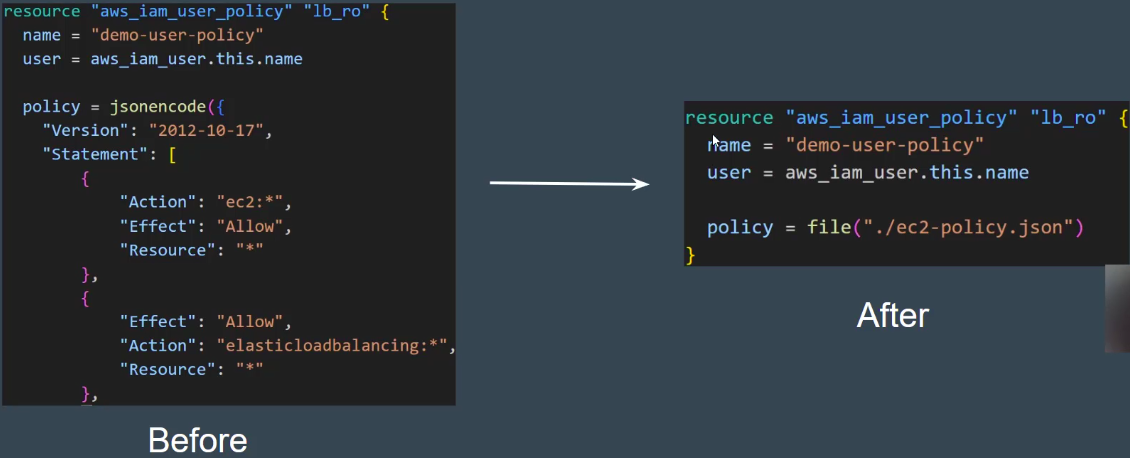 resource "aws_iam_user_policy" "lb_ro" {
name = "demo-user-policy"
user = aws_iam_user.this.name
policy = jsonencode({
"Version": "2012-10-17",
"Statement": [
{
"Action": "ec2:*",
"Effect": "Allow",
"Resource": "*"
},
{
"Effect": "Allow",
"Action": "elasticloadbalancing:*",
"Resource": "*"
},
Before
resource "aws_iam_user_policy" "lb_ro" {
name = "demo-user-policy"
user = aws_iam_user.this.name
policy = file("./ec2-policy.json")
}
After